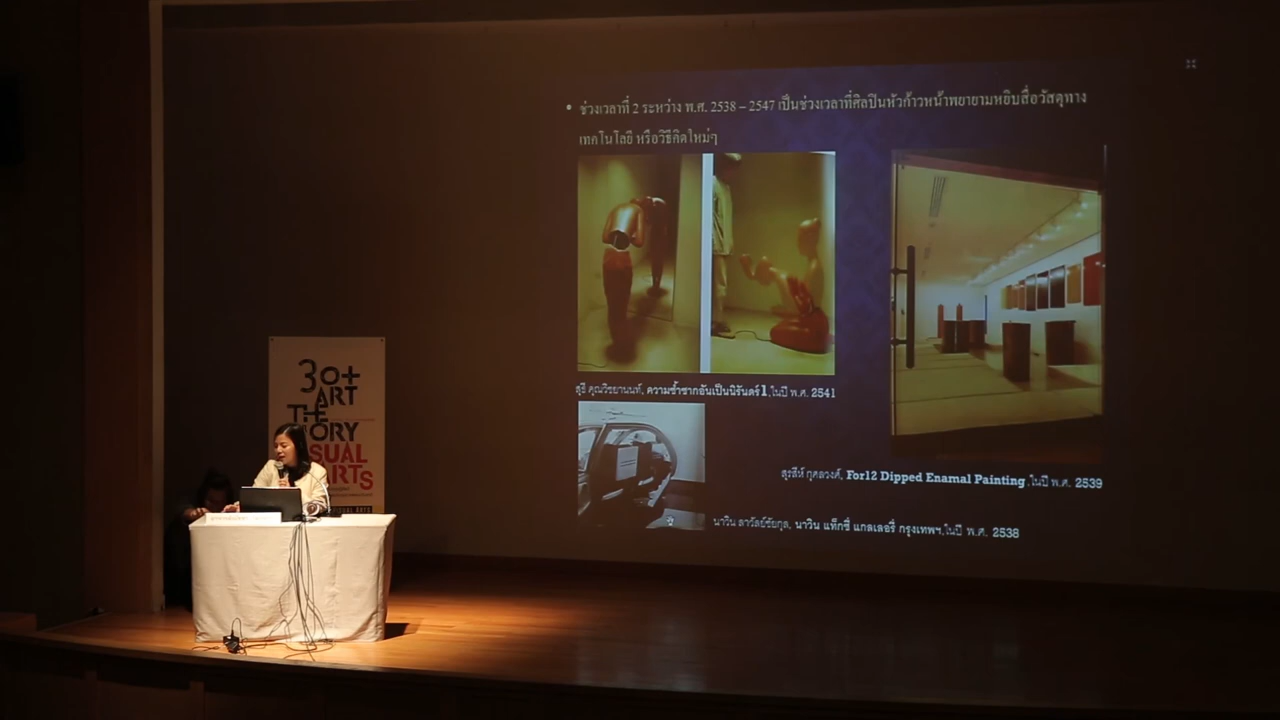 • ช่วงเวลาที่ 2 ระหว่าง พ.ศ. 2538 – 2547 เป็นช่วงเวลาที่ศิลปินหัวก้าวหน้าพยายามหยิบสื่อวัสดุทาง
เทคโนโลยี หรือวิธีคิดใหม่ๆ
สุธี คุณวิชยานนท์, ความซ้ำซากอันเป็นนิรันดร์ 1,ในปี พ.ศ. 2541
สุรสีห์ กุศลวงศ์, For12 Dipped Enamal Painting,ในปี พ.ศ. 2539
นาวิน ลาวัลย์ชัยกุล, นาวิน แท็กซี่ แกลเลอรี่ กรุงเทพฯ,ในปี พ.ศ. 2538
30+
ART
THE
ORY
SUAL
ARTS